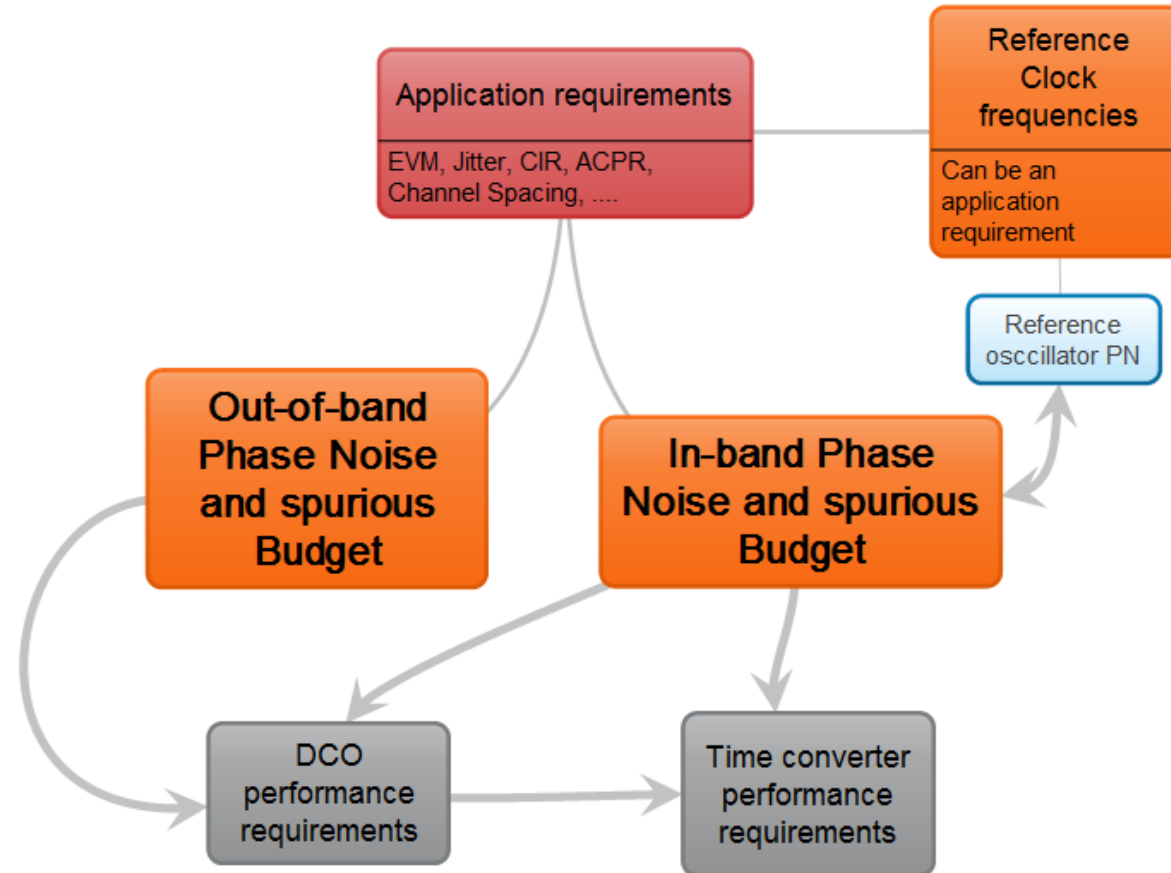 Application requirements
EVM, Jitter, CIR, ACPR,
Channel Spacing, ....
Reference
Clock
frequencies
Can be an
application
requirement
Reference
osccillator PN
Out-of-band
Phase Noise
and spurious
Budget
In-band Phase
Noise and spurious
Budget
DCO
performance
requirements
Time converter
performance
requirements